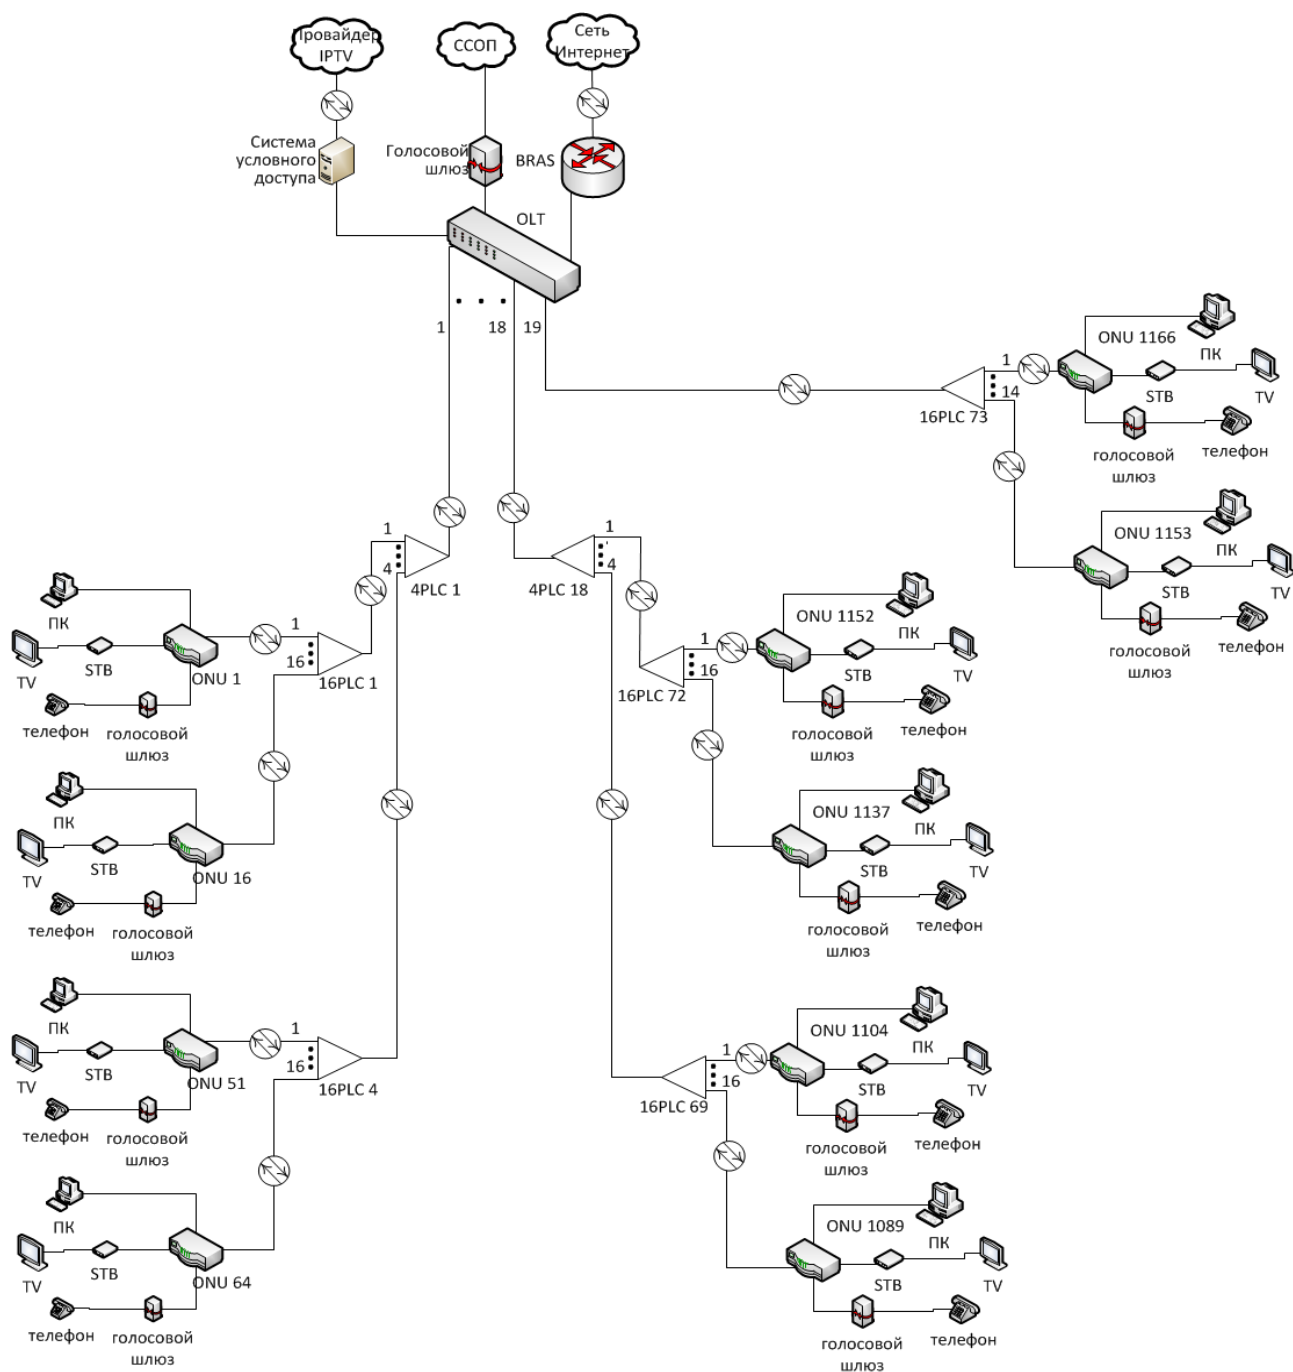 Провайдер
IPTV
ССОП
Сеть
Интернет
Система
условного
доступа
Голосовой
шлюз
BRAS
OLT
1
18
19
ONU 1166
ПК
1
14
16PLC 73
STB
TV
голосовой
шлюз
телефон
ONU 1153
ПК
STB
TV
голосовой
шлюз
телефон
1
4
4PLC 1
1
4
4PLC 18
ПК
TV
STB
ONU 1
телефон
голосовой
шлюз
1
16
16PLC 1
ONU 1152
ПК
1
16
16PLC 72
STB
TV
голосовой
шлюз
телефон
ПК
TV
STB
ONU 16
телефон
голосовой
шлюз
ONU 1137
ПК
STB
TV
голосовой
шлюз
телефон
ПК
TV
STB
ONU 51
телефон
голосовой
шлюз
1
16
16PLC 4
ONU 1104
ПК
1
16
16PLC 69
STB
TV
голосовой
шлюз
телефон
ПК
TV
STB
ONU 64
телефон
голосовой
шлюз
ONU 1089
ПК
STB
TV
голосовой
шлюз
телефон